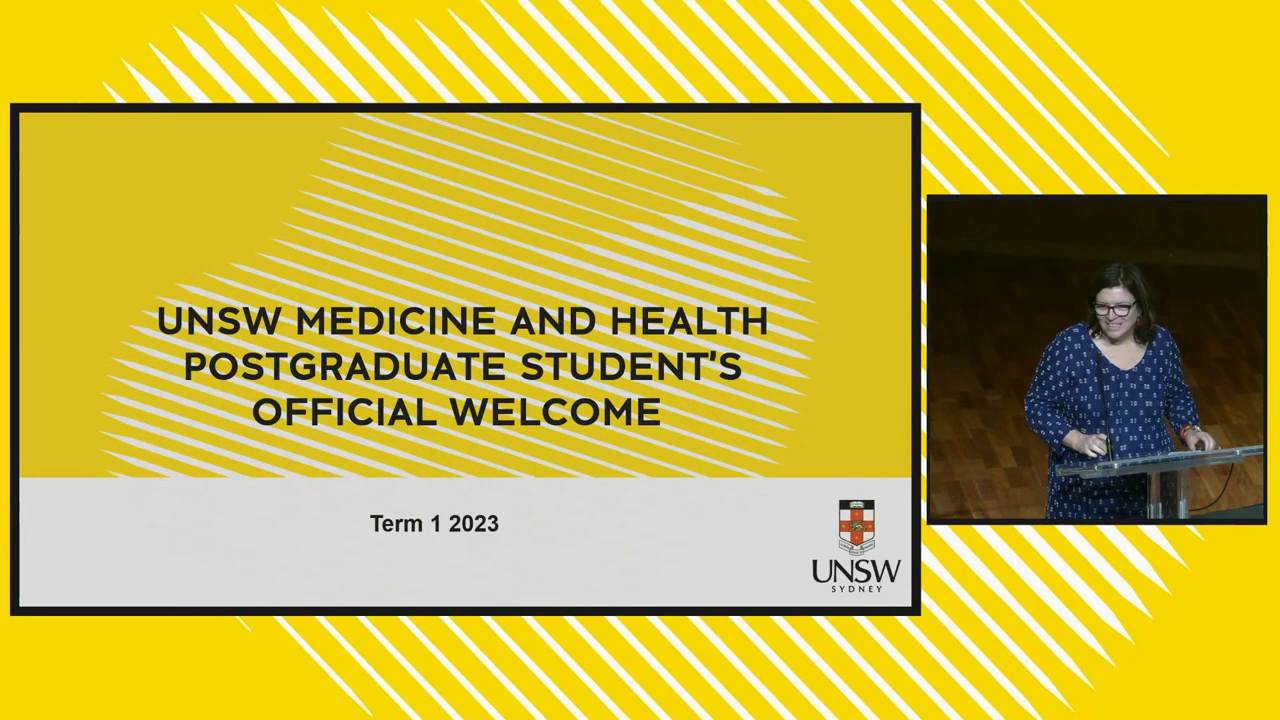 UNSW MEDICINE AND HEALTH
POSTGRADUATE STUDENT'S
OFFICIAL WELCOME
Term 1 2023
UNSW
SYDNEY